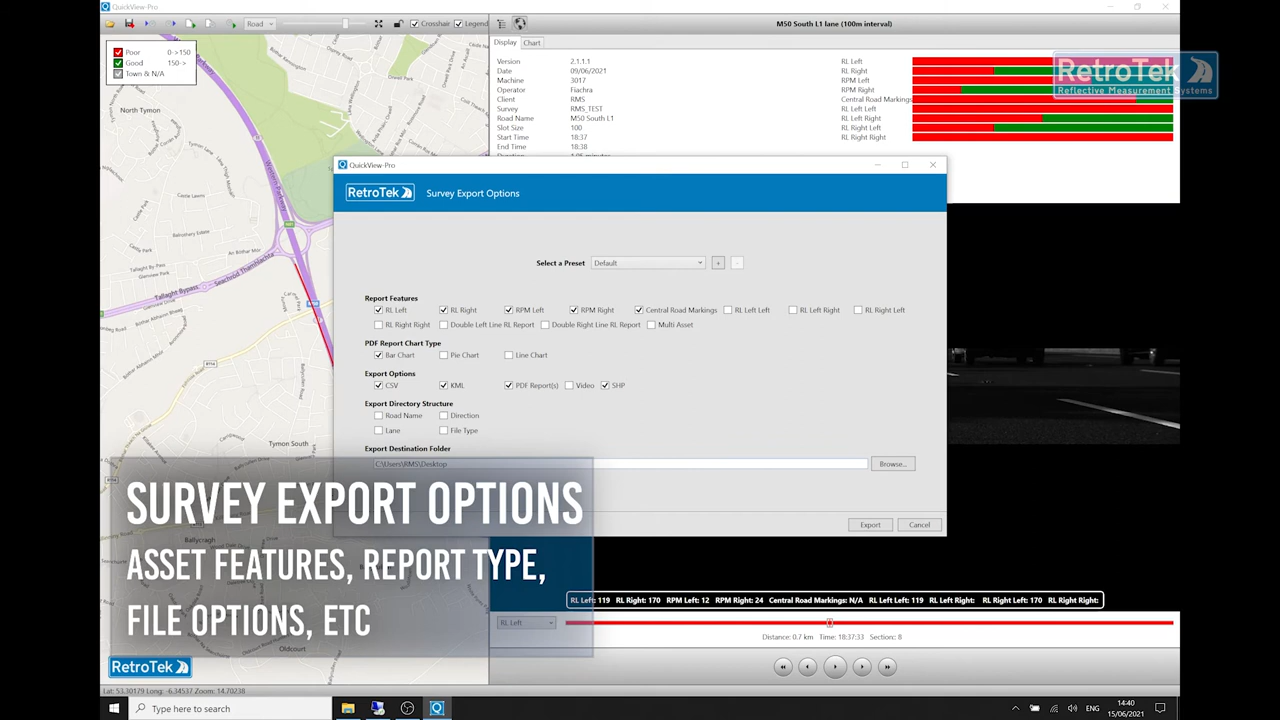 QuickView-Pro
Road
Crosshair
Legend
M50 South L1 lane (100m interval)
Poor 0->150
Good 150->
Town & N/A
Display Chart
Version 2.1.1.1
Date 09/06/2021
Machine 3017
Operator Fiachra
Client RMS
Survey RMS_TEST
Road Name M50 South L1
Slot Size 100
Start Time 18:37
End Time 18:38
RL Left
RL Right
RPM Left
RPM Right
Central Road Markings
RL Left Left
RL Left Right
RL Right Left
RL Right Right
RetroTek
Reflective Measurement Systems
North Tymon
Western Parkway
Tallaght Bypass
Seachród Thamhlachta
Tymon South
Ballycragh
Oldcourt
QuickView-Pro
RetroTek
Survey Export Options
Select a Preset Default + -
Report Features
RL Left RL Right RPM Left RPM Right Central Road Markings RL Left Left RL Left Right RL Right Left
RL Right Right Double Left Line RL Report Double Right Line RL Report Multi Asset
PDF Report Chart Type
Bar Chart Pie Chart Line Chart
Export Options
CSV KML PDF Report(s) Video SHP
Export Directory Structure
Road Name Direction
Lane File Type
Export Destination Folder
C:\Users\RMS\Desktop Browse...
Export Cancel
SURVEY EXPORT OPTIONS
ASSET FEATURES, REPORT TYPE,
FILE OPTIONS, ETC
RetroTek
RL Left: 119 RL Right: 170 RPM Left: 12 RPM Right: 24 Central Road Markings: N/A RL Left Left: 119 RL Left Right: RL Right Left: 170 RL Right Right:
RL Left
Distance: 0.7 km Time: 18:37:33 Section: 8
Lat: 53.30179 Long: -6.34537 Zoom: 14.70238
Type here to search
ENG
14:40
15/06/2021